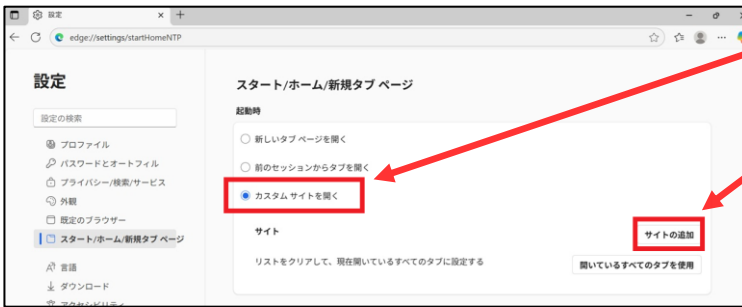 設定
edge://settings/startHomeNTP
設定
設定の検索
プロファイル
パスワードとオートフィル
プライバシー/検索/サービス
外観
既定のブラウザー
スタート/ホーム/新規タブ ページ
言語
ダウンロード
アクセシビリティ
スタート/ホーム/新規タブ ページ
起動時
新しいタブ ページを開く
前のセッションからタブを開く
カスタム サイトを開く
サイト
サイトの追加
リストをクリアして、現在開いているすべてのタブに設定する
開いているすべてのタブを使用